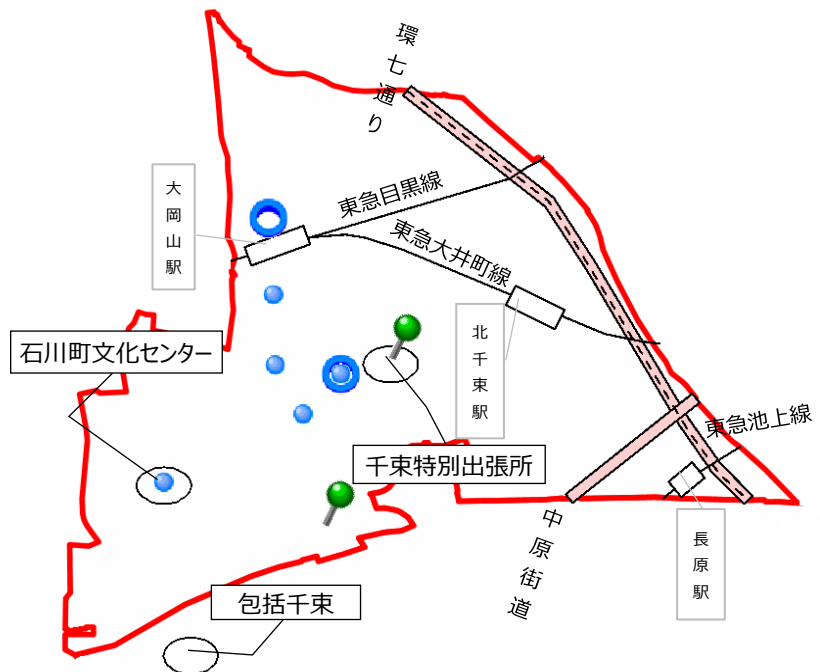 環七通り
大岡山駅
東急目黒線
東急大井町線
北千束駅
石川町文化センター
東急池上線
千束特別出張所
中原街道
長原駅
包括千束